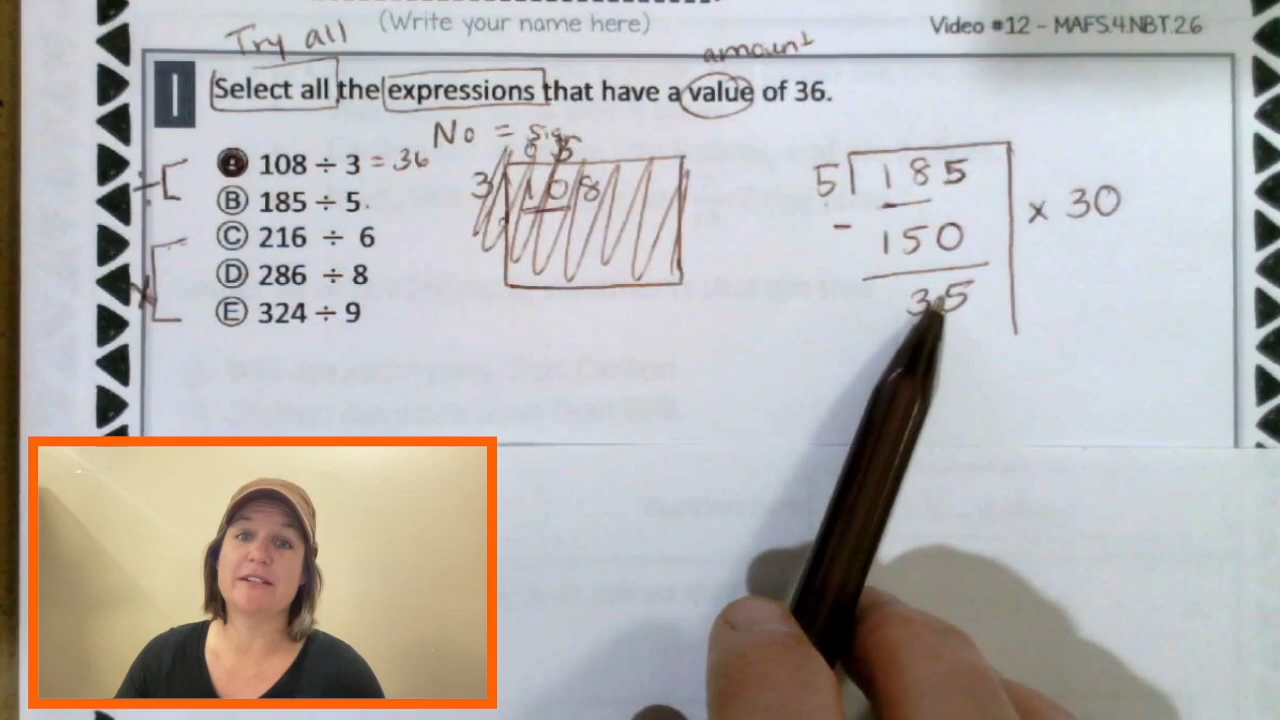 (Write your name here)
Video #12 - MAFS.4.NBT.2.6
Try all
amount
1 Select all the expressions that have a value of 36.
No = sign
A 108 ÷ 3 = 36
B 185 ÷ 5.
C 216 ÷ 6
D 286 ÷ 8
E 324 ÷ 9
÷
x
3 108
5 185
- 150 x 30
35